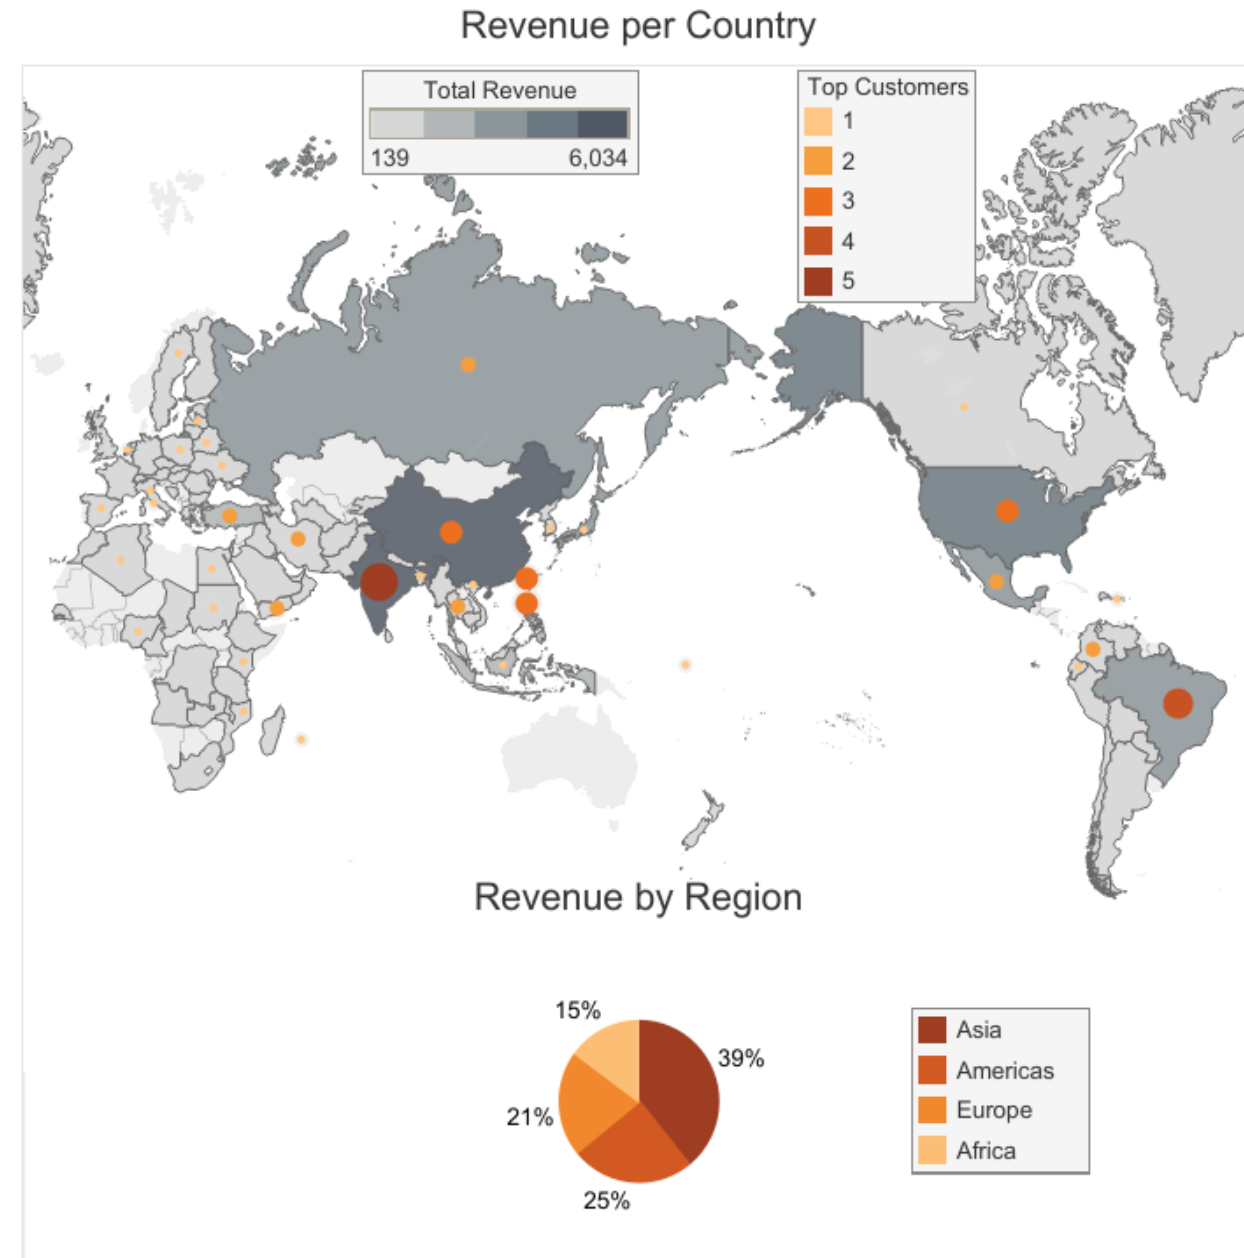 Revenue per Country
Total Revenue
139 6,034
Top Customers
1
2
3
4
5
Revenue by Region
15%
39%
21%
25%
Asia
Americas
Europe
Africa